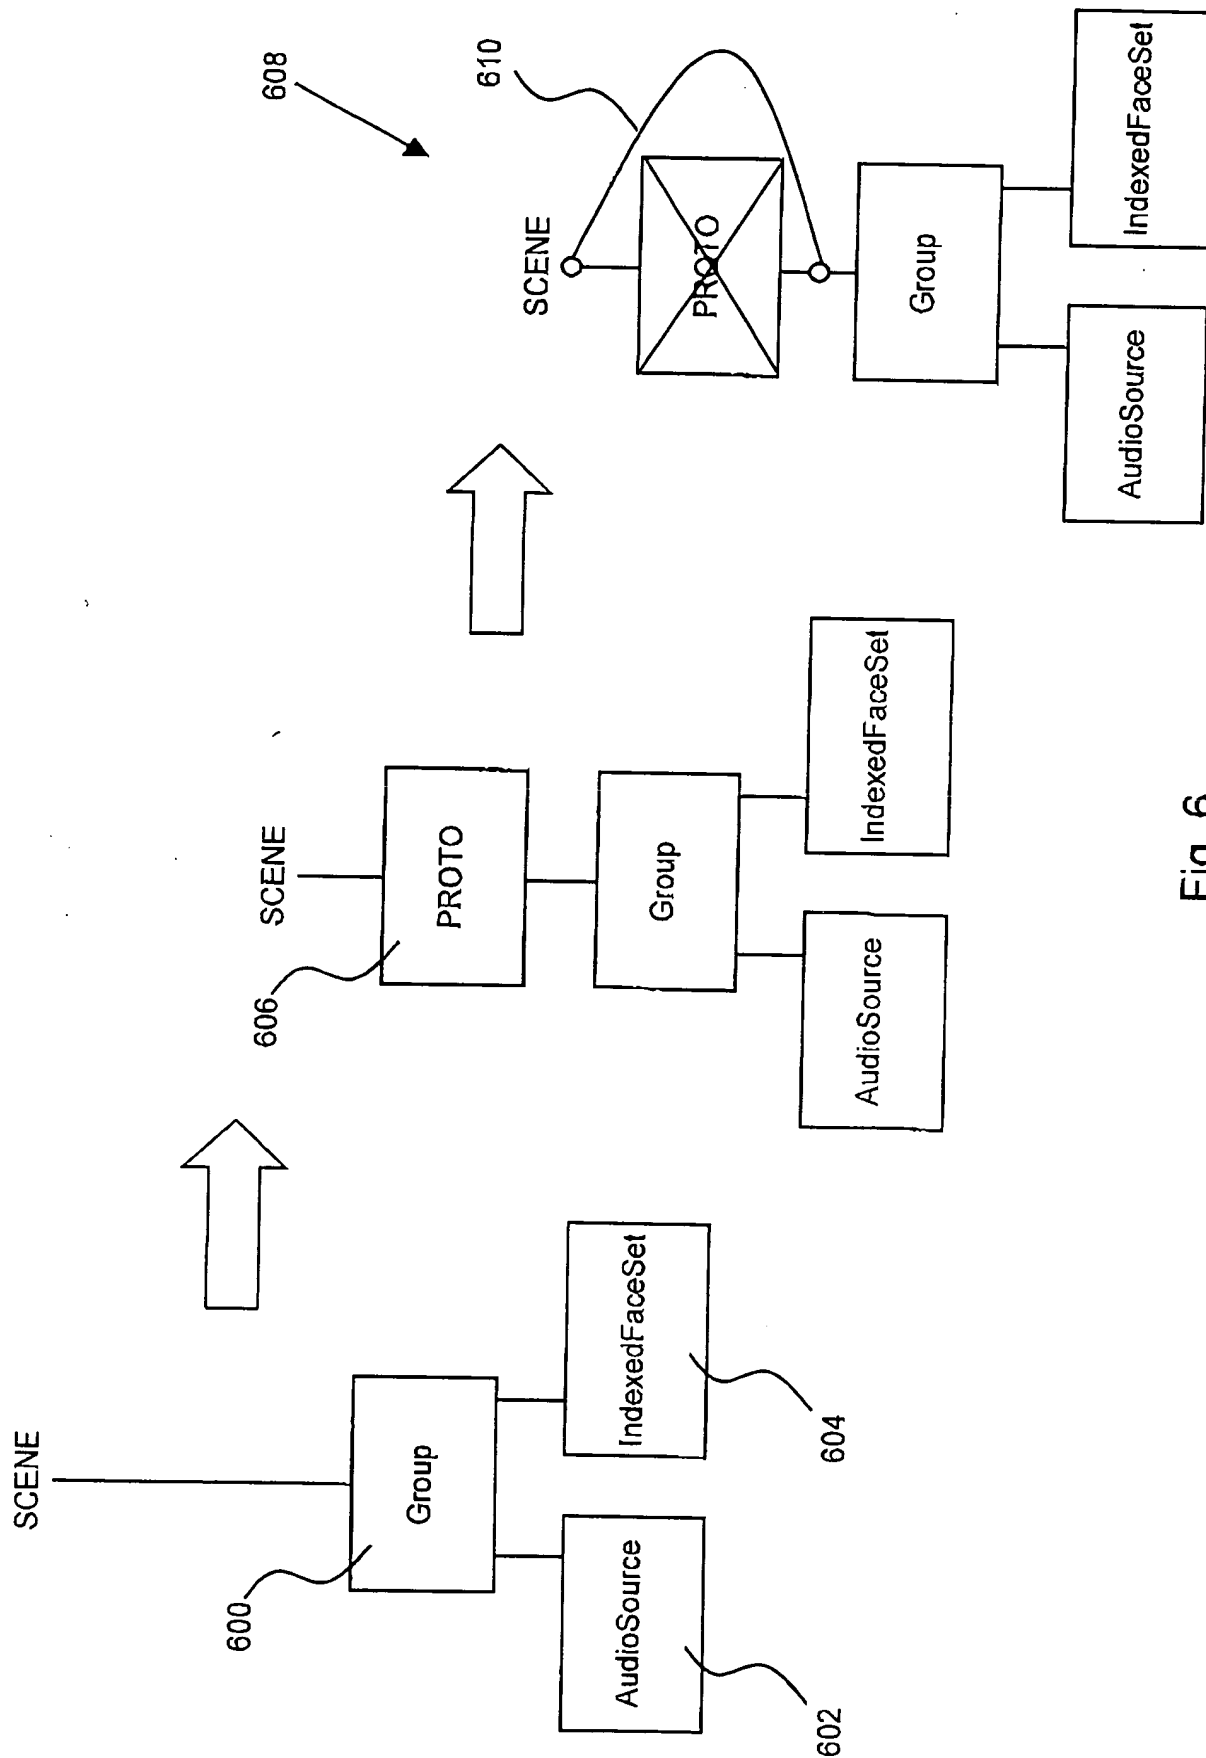 SCENE
600
Group
AudioSource
IndexedFaceSet
602
604
SCENE
606
PROTO
Group
AudioSource
IndexedFaceSet
608
SCENE
610
PROTO
Group
AudioSource
IndexedFaceSet
Fig. 6